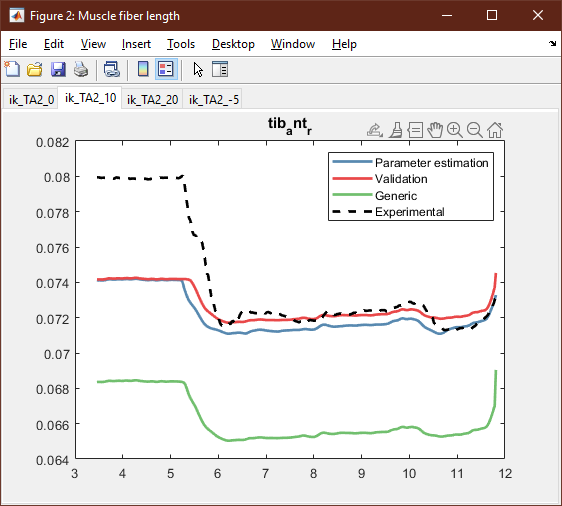 Figure 2: Muscle fiber length
File Edit View Insert Tools Desktop Window Help
ik_TA2_0 ik_TA2_10 ik_TA2_20 ik_TA2_-5
tib_ant_r
0.082
Parameter estimation
Validation
Generic
Experimental
0.08
0.078
0.076
0.074
0.072
0.07
0.068
0.066
0.064
3 4 5 6 7 8 9 10 11 12